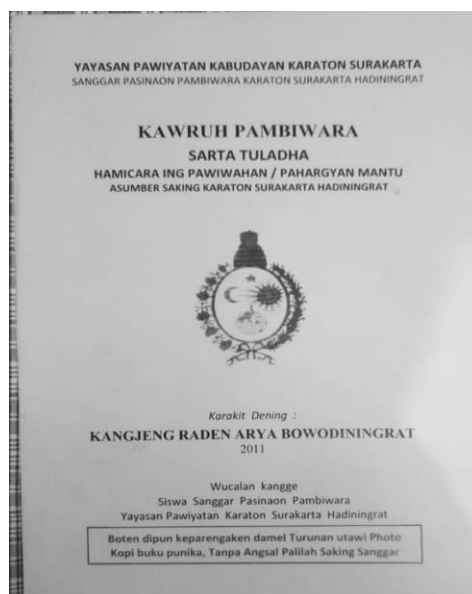 YAYASAN PAWIYATAN KABUDAYAN KARATON SURAKARTA
SANGGAR PASINAON PAMBIWARA KARATON SURAKARTA HADININGRAT
KAWRUH PAMBIWARA
SARTA TULADHA
HAMICARA ING PAWIWAHAN / PAHARGYAN MANTU
ASUMBER SAKING KARATON SURAKARTA HADININGRAT
Karakit Dening :
KANGJENG RADEN ARYA BOWODININGRAT
2011
Wucalan kangge
Siswa Sanggar Pasinaon Pambiwara
Yayasan Pawiyatan Karaton Surakarta Hadiningrat
Boten dipun keparengaken damel Turunan utawi Photo
Kopi buku punika, Tanpa Angsal Palilah Saking Sanggar